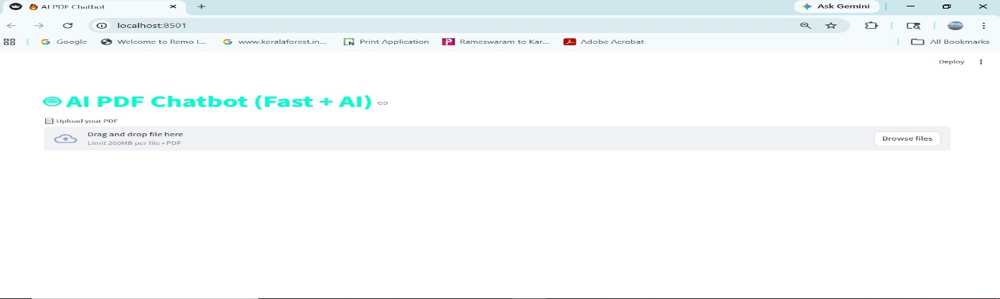 AI PDF Chatbot
Ask Gemini
localhost:8501
Google Welcome to Remo I... www.keralaforest.in... Print Application Rameswaram to Kar... Adobe Acrobat All Bookmarks
Deploy
AI PDF Chatbot (Fast + AI)
Upload your PDF
Drag and drop file here
Limit 200MB per file • PDF
Browse files